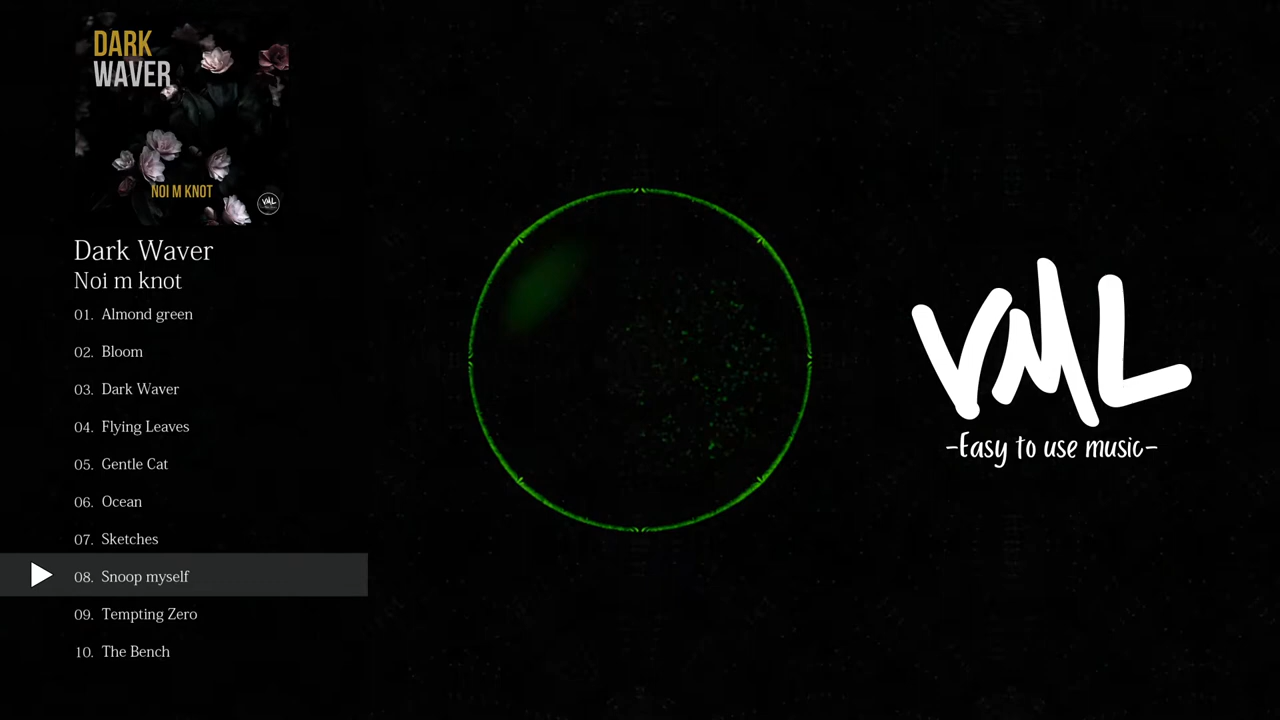 DARK
WAVER
NOI M KNOT
VML
Dark Waver
Noi m knot
01. Almond green
02. Bloom
03. Dark Waver
04. Flying Leaves
05. Gentle Cat
06. Ocean
07. Sketches
08. Snoop myself
09. Tempting Zero
10. The Bench
VML
-Easy to use music-